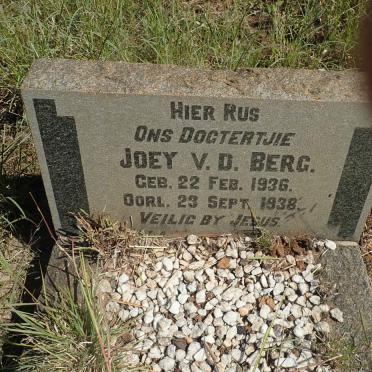 HIER RUS
ONS DOGTERTJIE
JOEY V. D. BERG.
GEB. 22 FEB. 1936.
OORL. 23 SEPT. 1938.
VEILIG BY JESUS.